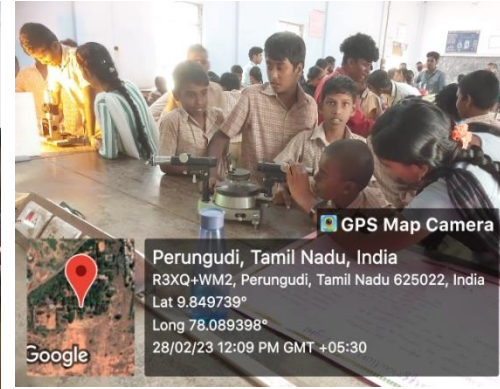 GPS Map Camera
Perungudi, Tamil Nadu, India
R3XQ+WM2, Perungudi, Tamil Nadu 625022, India
Lat 9.849739°
Long 78.089398°
28/02/23 12:09 PM GMT +05:30
Google